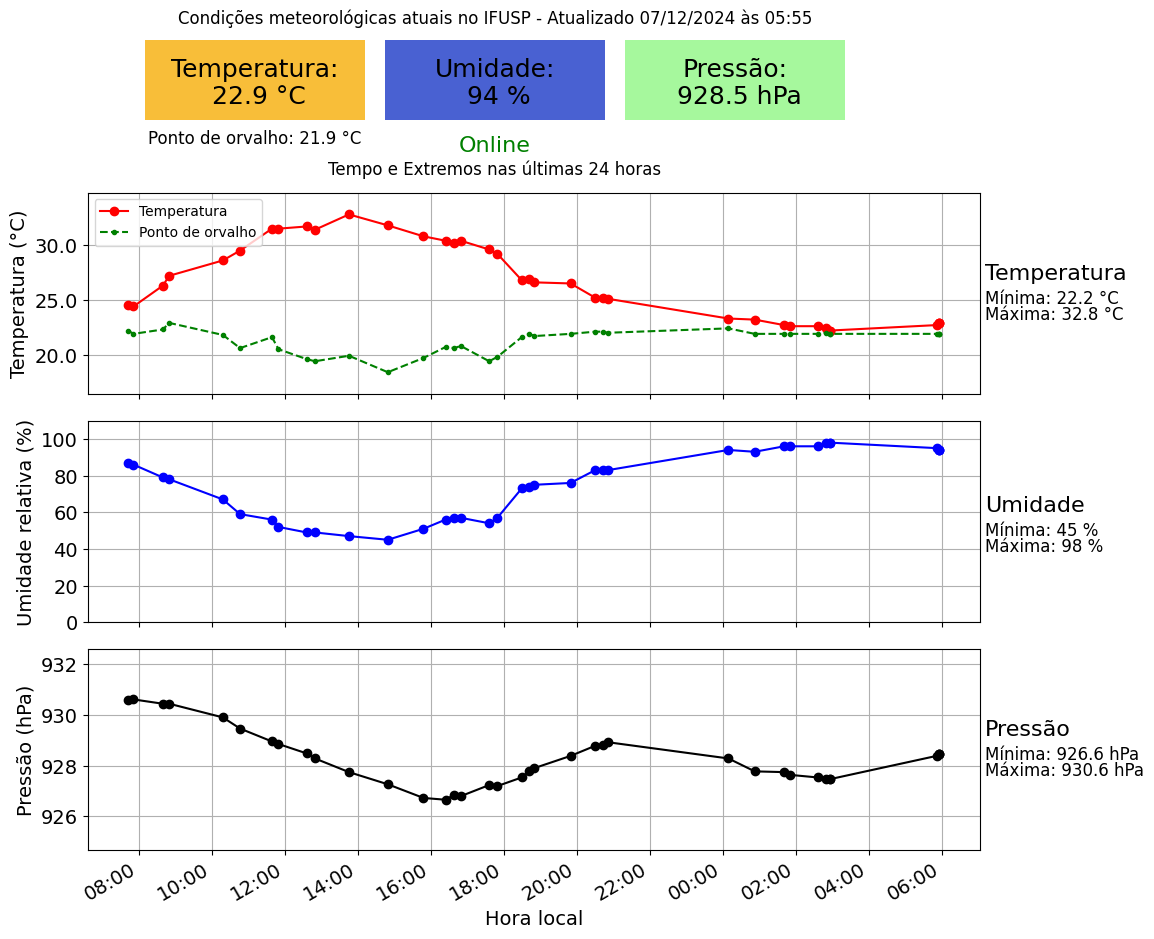 Condições meteorológicas atuais no IFUSP - Atualizado 07/12/2024 às 05:55
Temperatura:
22.9 °C
Umidade:
94 %
Pressão:
928.5 hPa
Ponto de orvalho: 21.9 °C
Online
Tempo e Extremos nas últimas 24 horas
Temperatura (°C)
30.0
25.0
20.0
Temperatura
Ponto de orvalho
Temperatura
Mínima: 22.2 °C
Máxima: 32.8 °C
Umidade relativa (%)
100
80
60
40
20
0
Umidade
Mínima: 45 %
Máxima: 98 %
Pressão (hPa)
932
930
928
926
Pressão
Mínima: 926.6 hPa
Máxima: 930.6 hPa
08:00 10:00 12:00 14:00 16:00 18:00 20:00 22:00 00:00 02:00 04:00 06:00
Hora local